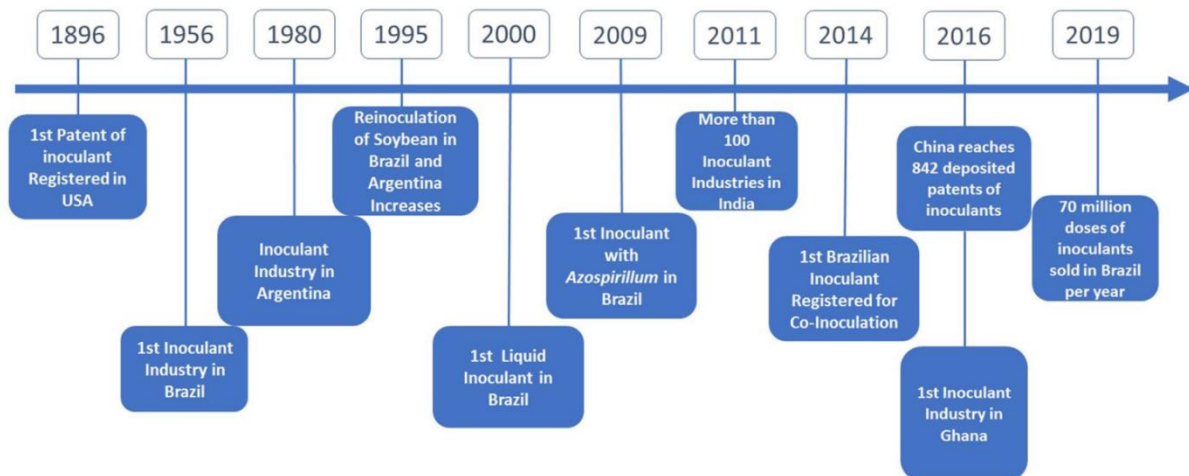 1896
1956
1980
1995
2000
2009
2011
2014
2016
2019
1st Patent of
inoculant
Registered in
USA
1st Inoculant
Industry in
Brazil
Inoculant
Industry in
Argentina
Reinoculation
of Soybean in
Brazil and
Argentina
Increases
1st Liquid
Inoculant in
Brazil
1st Inoculant
with
Azospirillum in
Brazil
More than
100
Inoculant
Industries in
India
1st Brazilian
Inoculant
Registered for
Co-Inoculation
China reaches
842 deposited
patents of
inoculants
1st Inoculant
Industry in
Ghana
70 million
doses of
inoculants
sold in Brazil
per year